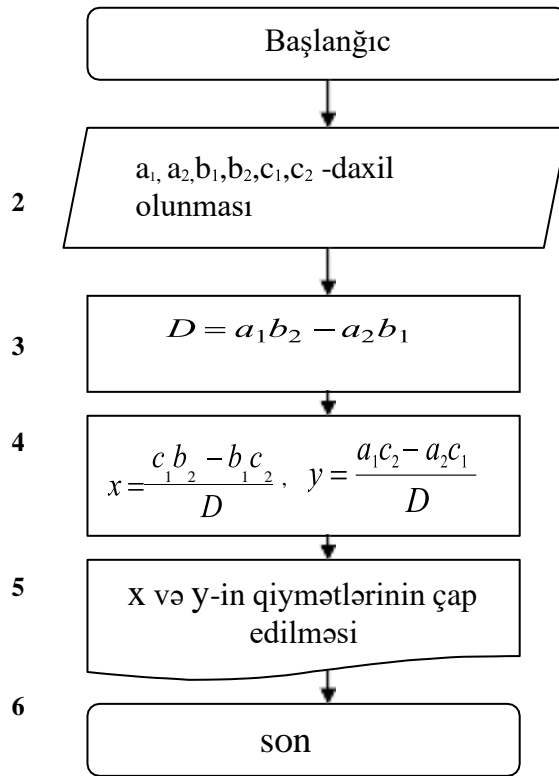 Başlanğıc
2
a₁, a₂,b₁,b₂,c₁,c₂ -daxil
olunması
3
D = a₁b₂ − a₂b₁
4
x = (c₁b₂ − b₁c₂)/D , y = (a₁c₂ − a₂c₁)/D
5
x və y-in qiymətlərinin çap
edilməsi
6
son